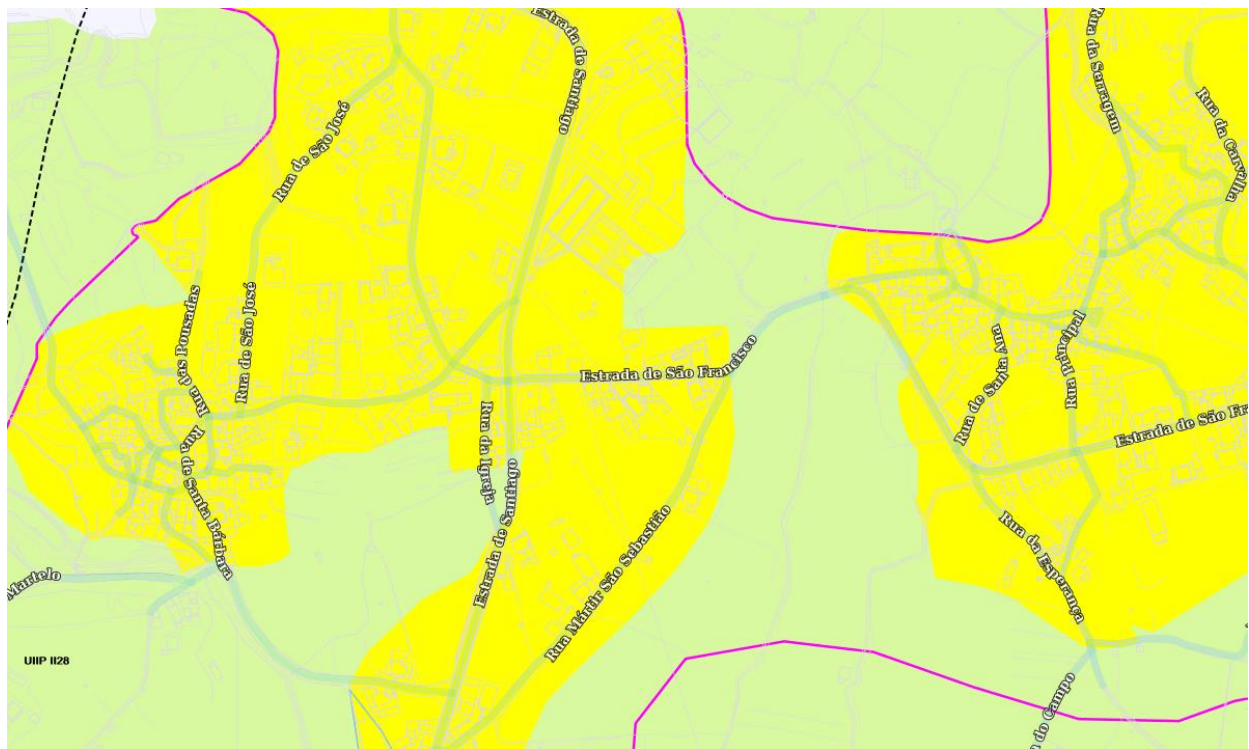 Estrada de Santiago
Rua da Serragem
Rua da Carvalha
Rua de São José
Rua das Pousadas
Rua de São José
Rua de Santa Ana
Rua Principal
Estrada de São Francisco
Rua da Igreja
Estrada de São Fra
Rua de Santa Bárbara
Estrada de Santiago
Rua Mártir São Sebastião
Rua da Esperança
Martelo
UIIP II28
do Campo